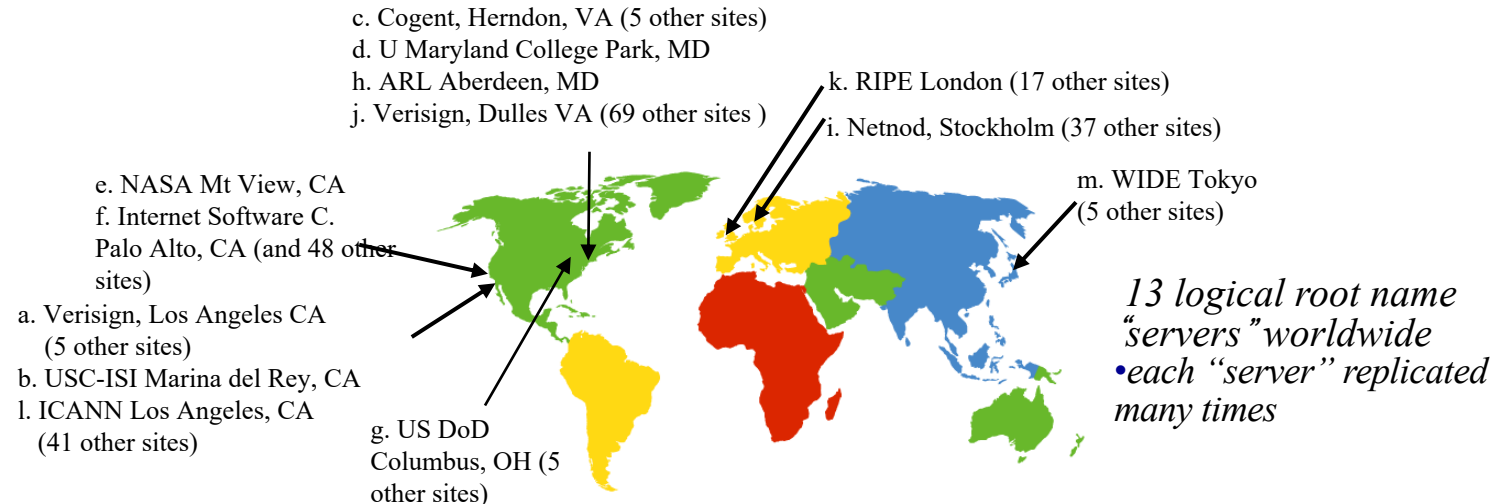 c. Cogent, Herndon, VA (5 other sites)
d. U Maryland College Park, MD
h. ARL Aberdeen, MD
j. Verisign, Dulles VA (69 other sites )
k. RIPE London (17 other sites)
i. Netnod, Stockholm (37 other sites)
m. WIDE Tokyo
(5 other sites)
e. NASA Mt View, CA
f. Internet Software C.
Palo Alto, CA (and 48 other
sites)
a. Verisign, Los Angeles CA
(5 other sites)
b. USC-ISI Marina del Rey, CA
l. ICANN Los Angeles, CA
(41 other sites)
g. US DoD
Columbus, OH (5
other sites)
13 logical root name
“servers” worldwide
•each “server” replicated
many times